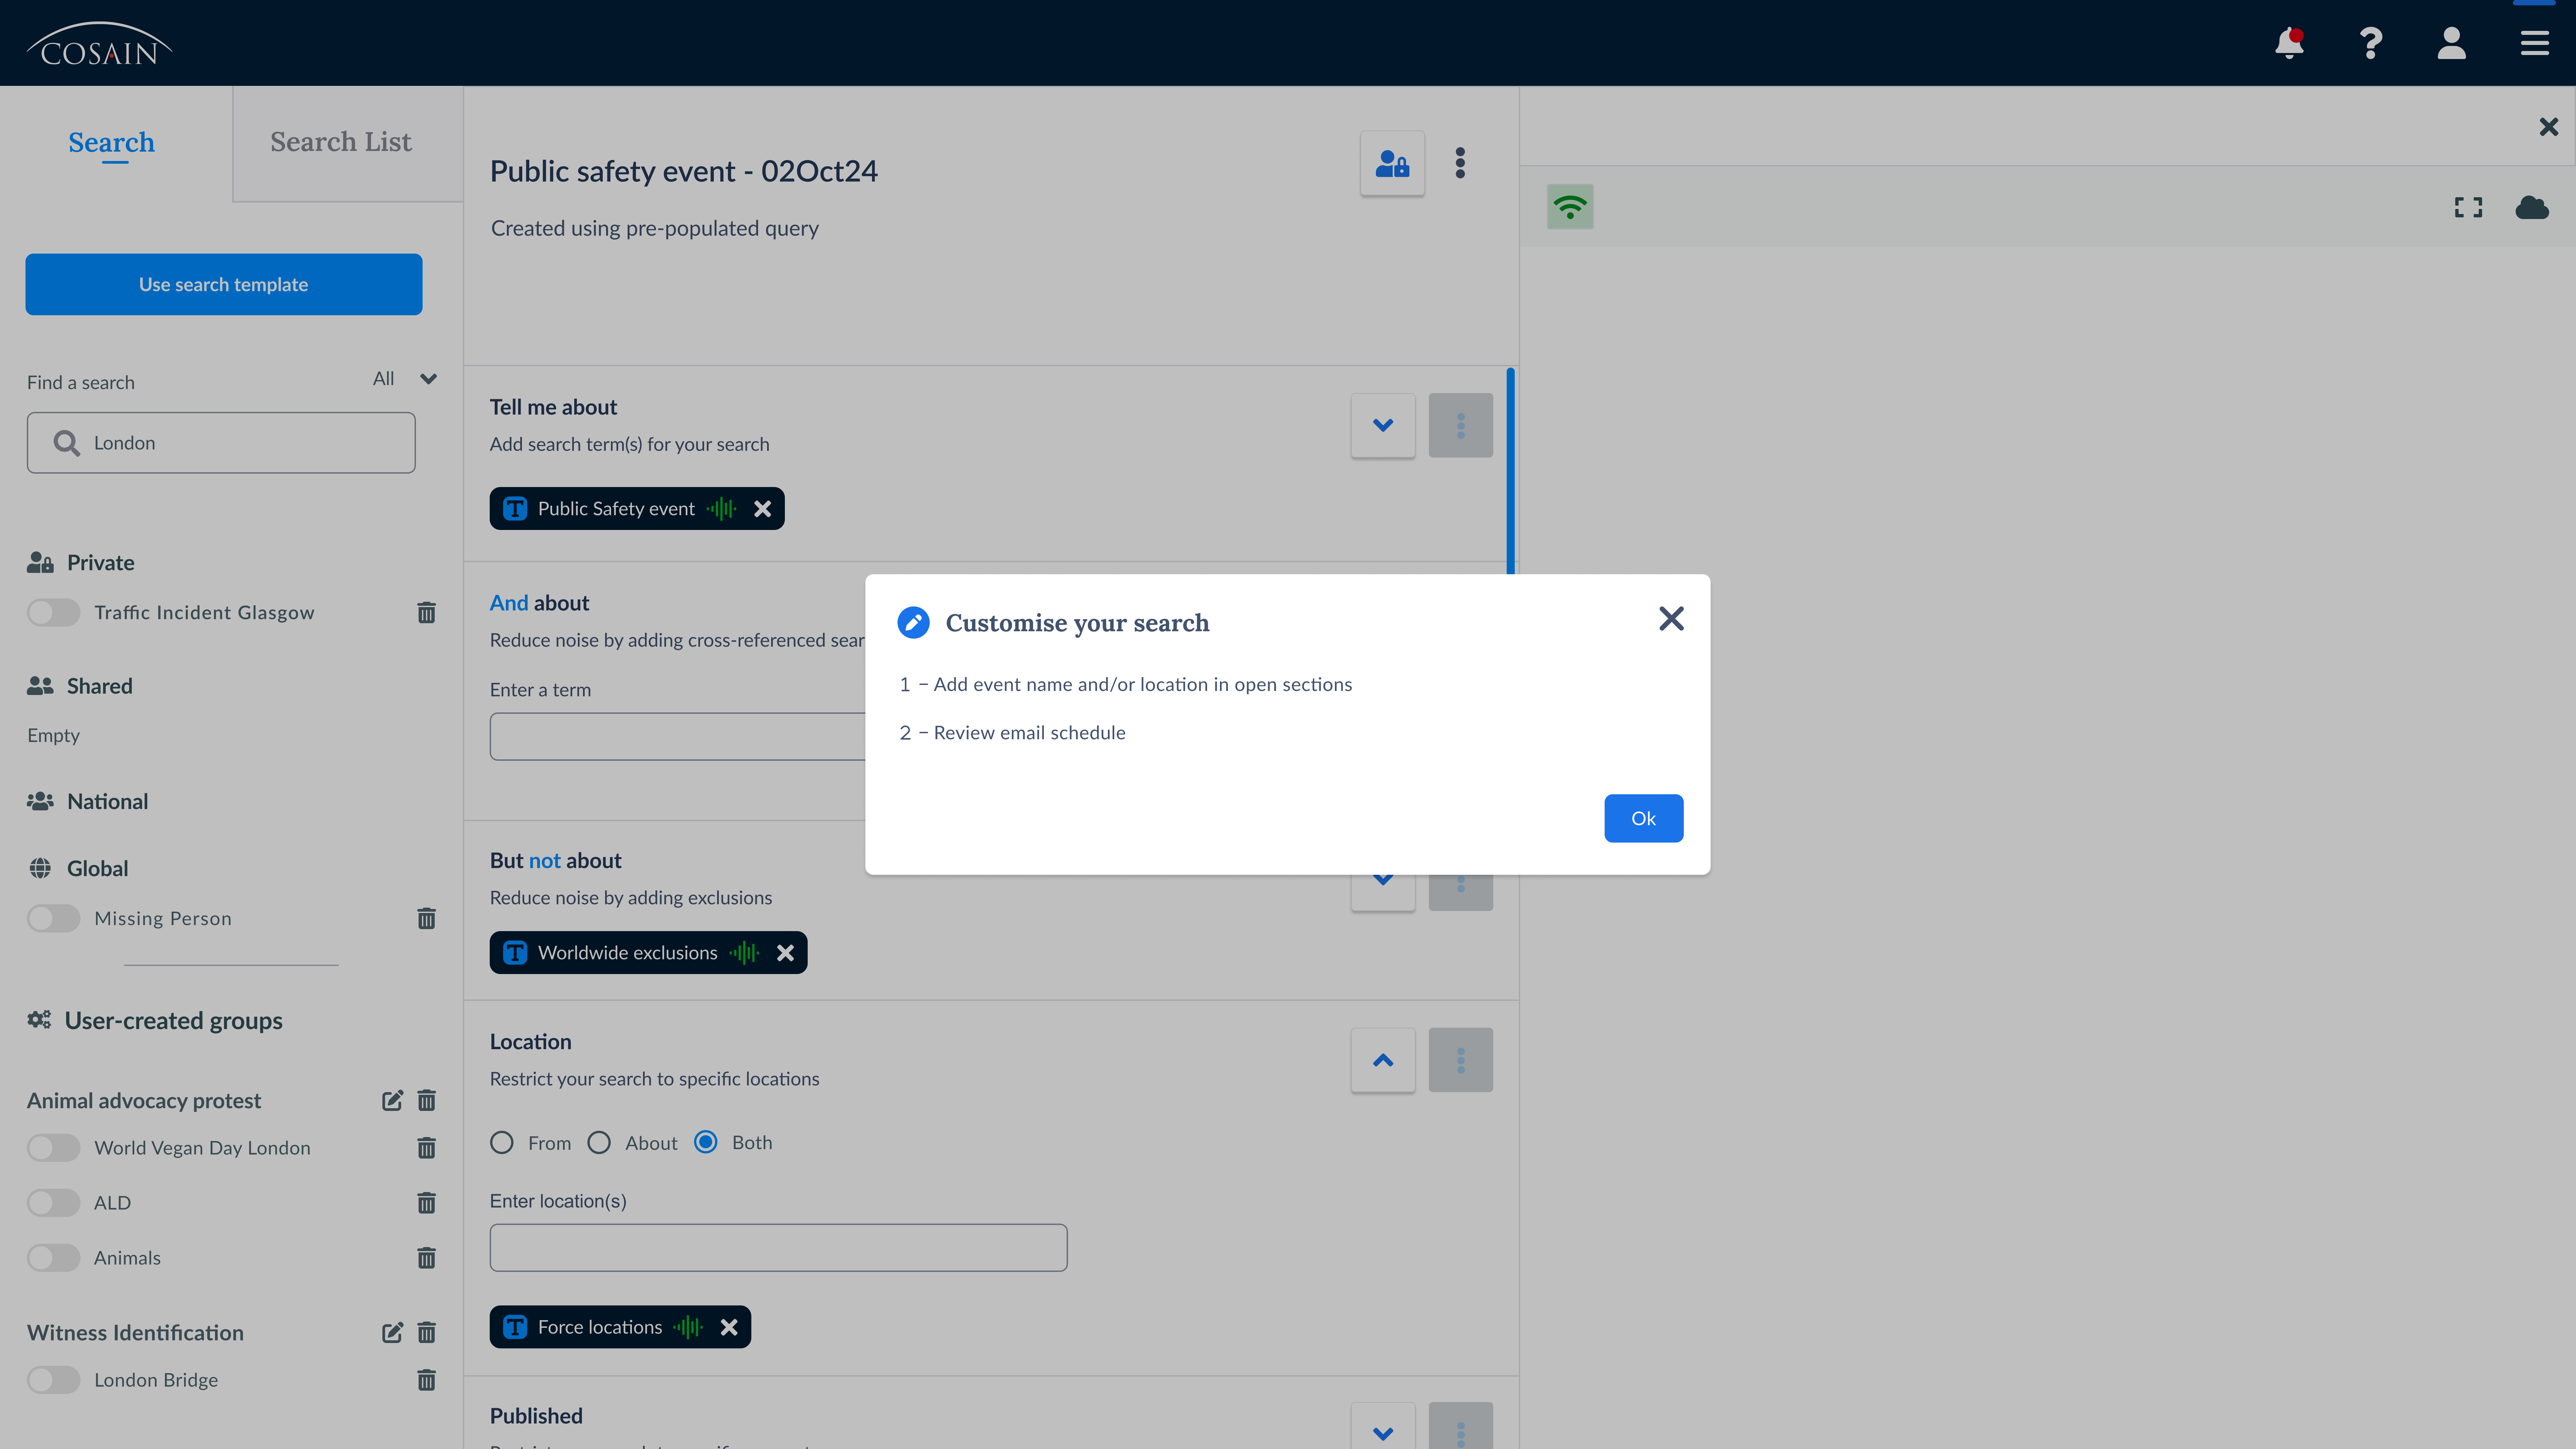 COSAIN
Search
Search List
Use search template
Find a search
All
London
Private
Traffic Incident Glasgow
Shared
Empty
National
Global
Missing Person
User-created groups
Animal advocacy protest
World Vegan Day London
ALD
Animals
Witness Identification
London Bridge
Public safety event - 02Oct24
Created using pre-populated query
Tell me about
Add search term(s) for your search
T Public Safety event
And about
Reduce noise by adding cross-referenced sear
Enter a term
But not about
Reduce noise by adding exclusions
T Worldwide exclusions
Location
Restrict your search to specific locations
From About Both
Enter location(s)
T Force locations
Published
Customise your search
1 – Add event name and/or location in open sections
2 – Review email schedule
Ok